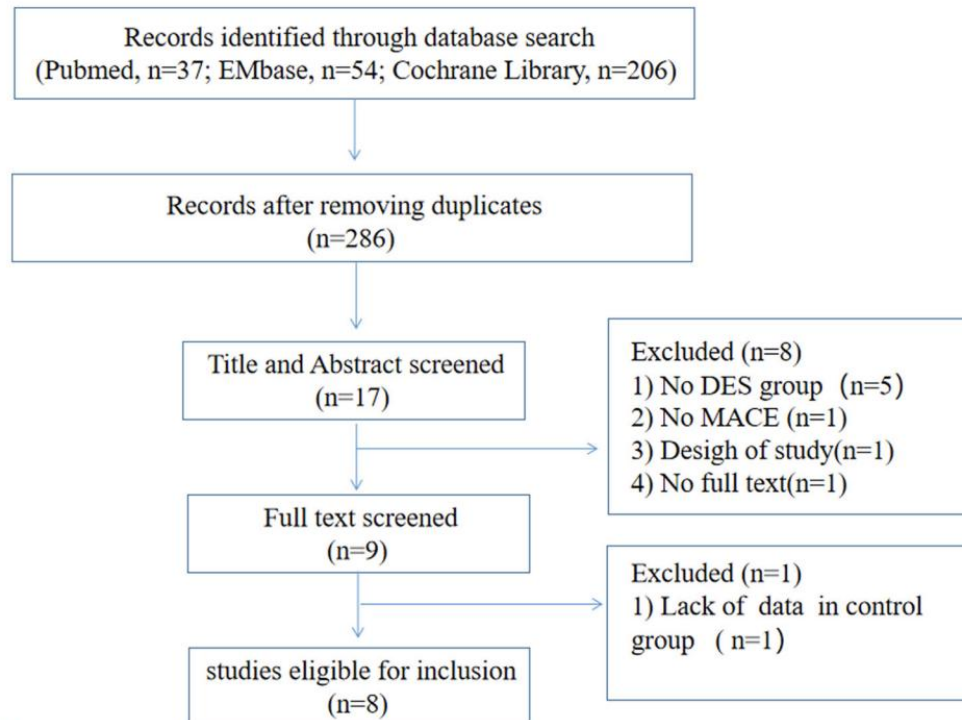 Records identified through database search
(Pubmed, n=37; EMbase, n=54; Cochrane Library, n=206)
Records after removing duplicates
(n=286)
Title and Abstract screened
(n=17)
Excluded (n=8)
1) No DES group (n=5)
2) No MACE (n=1)
3) Desigh of study(n=1)
4) No full text(n=1)
Full text screened
(n=9)
Excluded (n=1)
1) Lack of data in control
group ( n=1)
studies eligible for inclusion
(n=8)